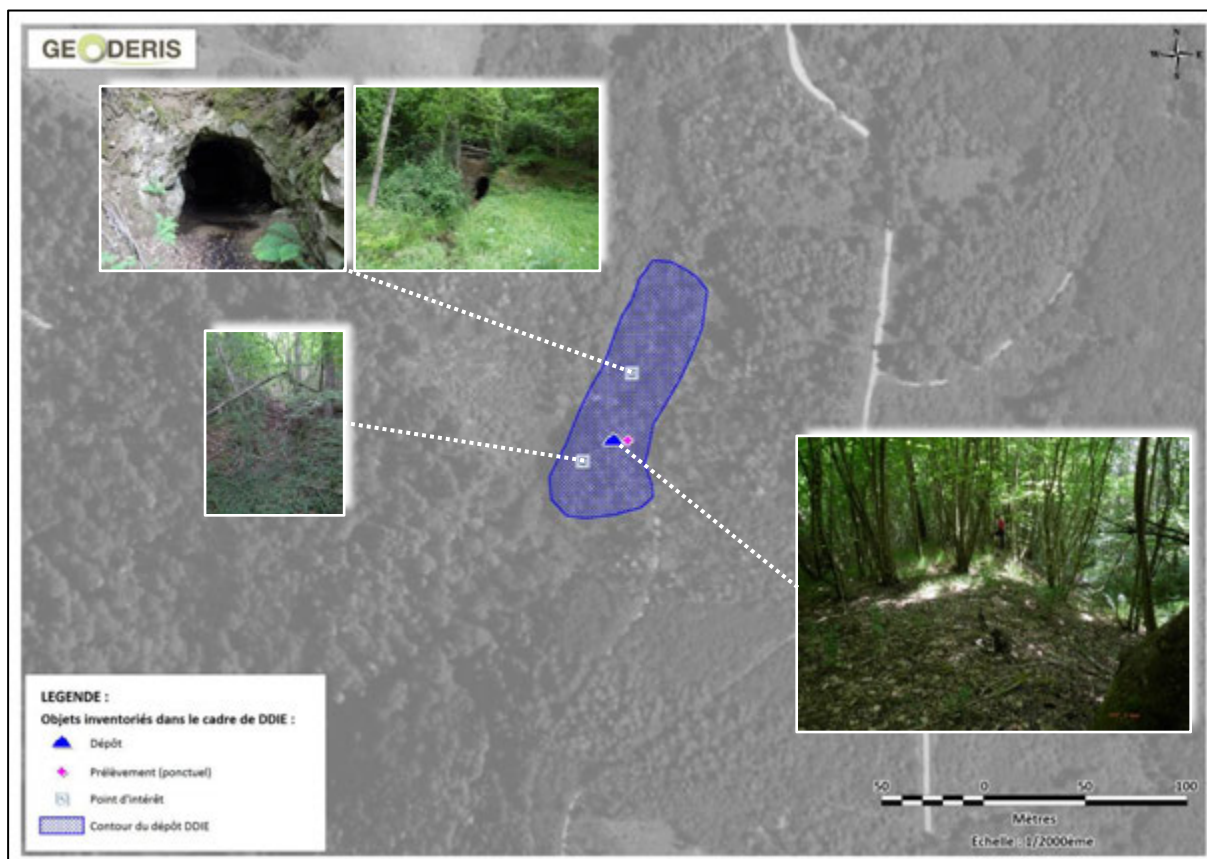 GEODERIS
N
W E
S
LEGENDE :
Objets inventoriés dans le cadre de DDIE :
Dépôt
Prélèvement (ponctuel)
Point d'intérêt
Contour du dépôt DDIE
50 0 50 100
Mètres
Echelle : 1/2000ème